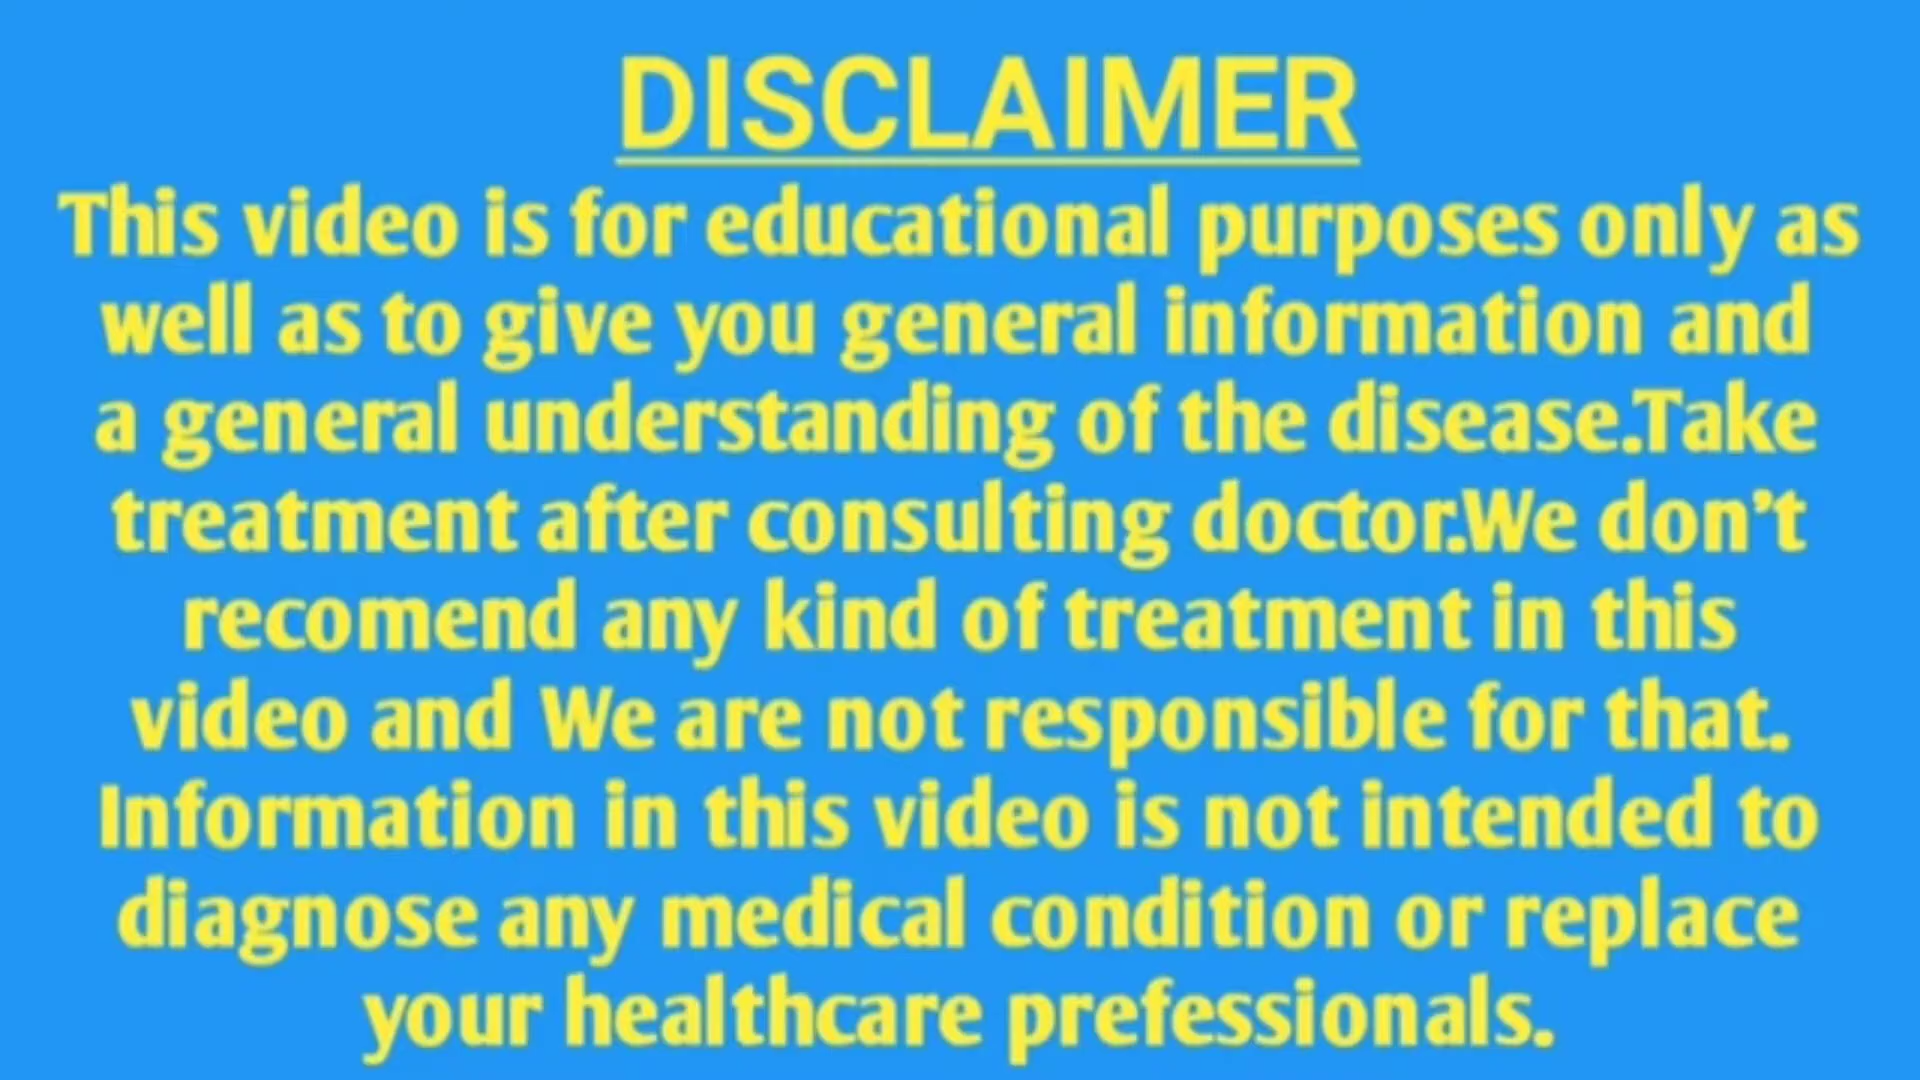 DISCLAIMER
This video is for educational purposes only as
well as to give you general information and
a general understanding of the disease.Take
treatment after consulting doctor.We don't
recomend any kind of treatment in this
video and We are not responsible for that.
Information in this video is not intended to
diagnose any medical condition or replace
your healthcare prefessionals.